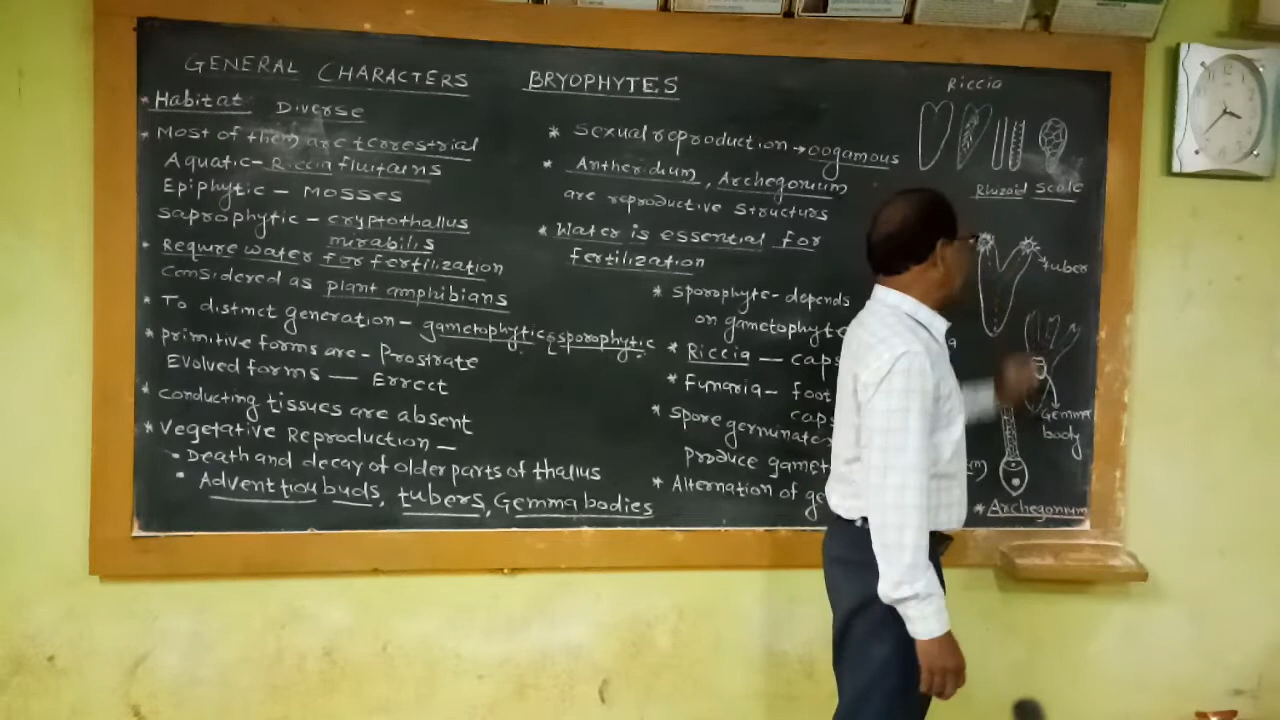 GENERAL CHARACTERS BRYOPHYTES
* Habitat Diverse
* Most of them are terrestrial
Aquatic - Riccia fluitains
Epiphytic - Mosses
saprophytic - cryptothallus
mirabilis
* Requre water for fertilization
considered as plant amphibians
* To distinct generation - gametophytic & sporophytic
* primitive forms are - Prostrate
Evolved forms — Errect
* conducting tissues are absent
* Vegetative Reproduction -
• Death and decay of older parts of thallus
• Adventiou buds, tubers, Gemma bodies
* sexual reproduction → oogamous
* Antheridium, Archegonium
are reproductive structurs
* Water is essential for
fertilization
* sporophyte - depends
on gametophyte
* Riccia — caps
* Funaria - foot
caps
* spore germinates
Produce gamet
* Alternation of ge
Riccia
Rhizoid Scale
tuber
Gemma
body
* Archegonium